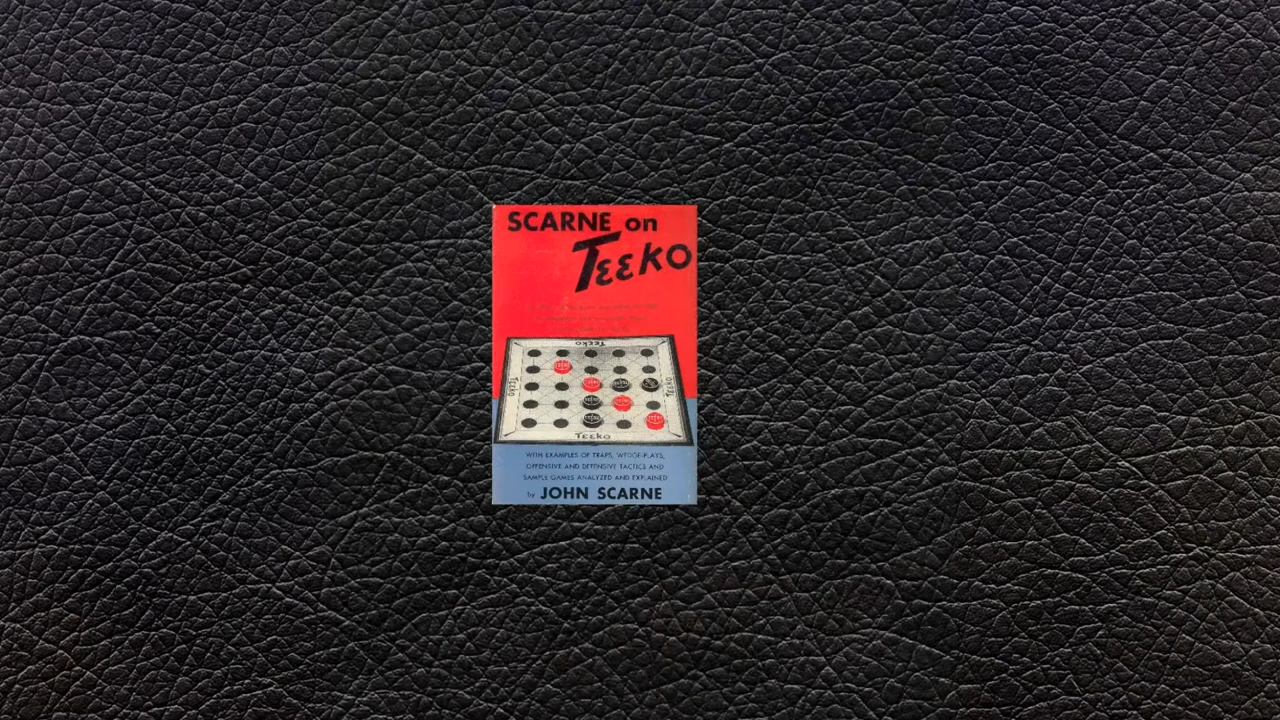 SCARNE on
Teeko
Teeko
Teeko
Teeko
Teeko
WITH EXAMPLES OF TRAPS, WEDGE-PLAYS,
OFFENSIVE AND DEFENSIVE TACTICS AND
SAMPLE GAMES ANALYZED AND EXPLAINED
by JOHN SCARNE